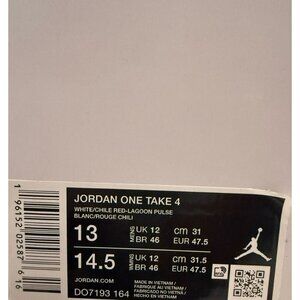 JORDAN ONE TAKE 4
WHITE/CHILE RED-LAGOON PULSE
BLANC/ROUGE CHILI
13 MENS UK 12 cm 31
BR 46 EUR 47.5
14.5 WMNS UK 12 cm 31.5
BR 46 EUR 47.5
JORDAN.COM
DO7193 164
MADE IN VIETNAM /
FABRIQUÉ AU VIETNAM /
FABRICADO NO VIETNAM /
HECHO EN VIETNAM
1 96152 02587 6 16